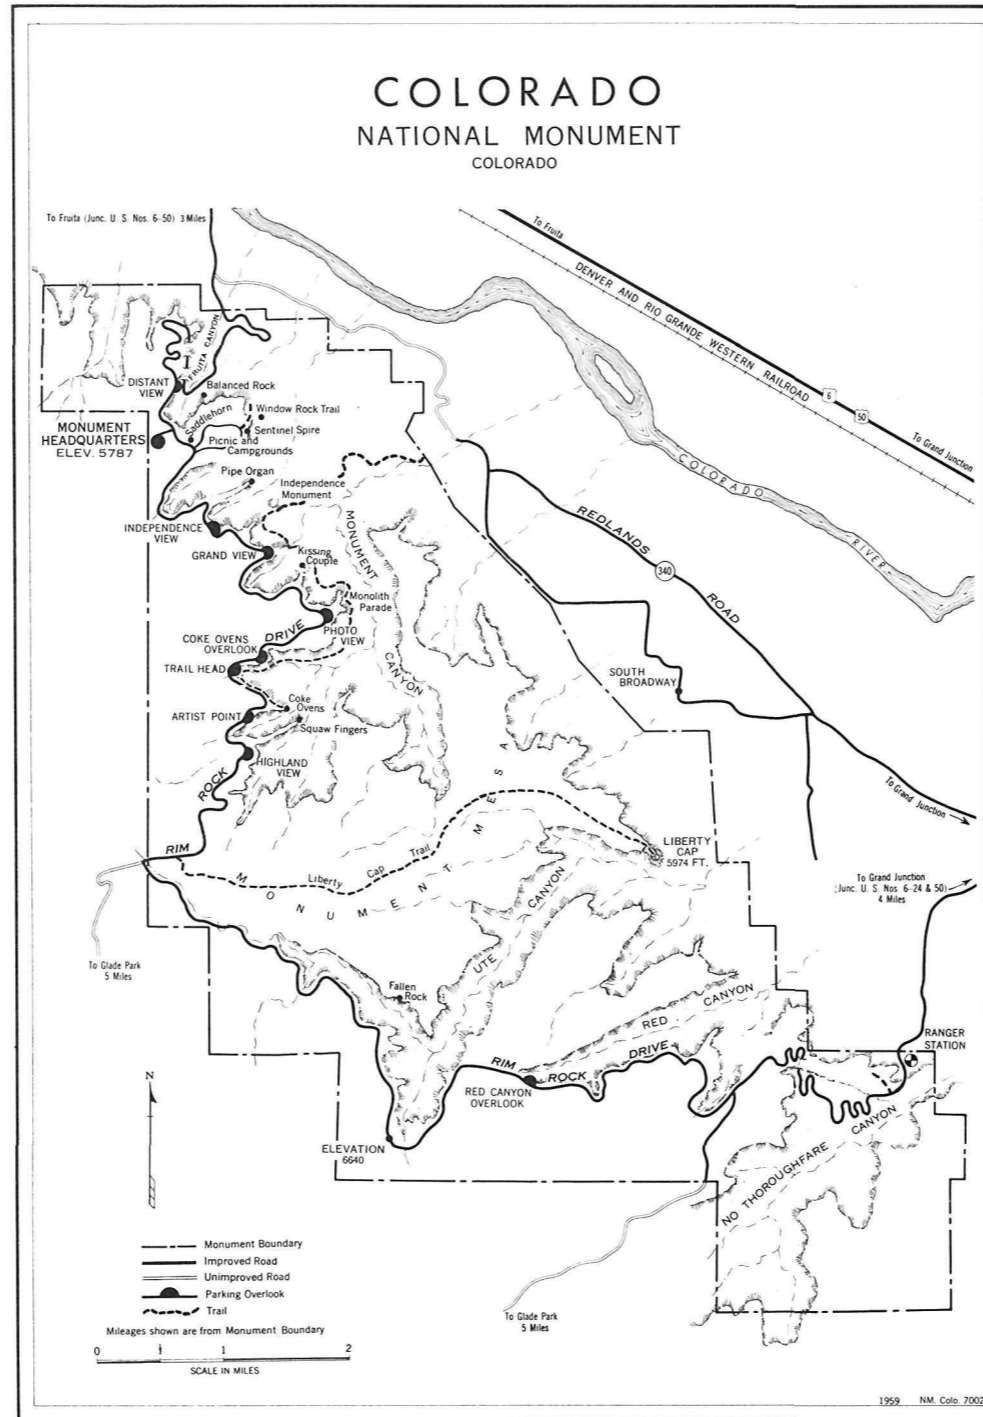 COLORADO
NATIONAL MONUMENT
COLORADO
To Fruita (Junc. U. S. Nos. 6-50) 3 Miles
To Fruita
DENVER AND RIO GRANDE WESTERN RAILROAD
6
50
To Grand Junction
FRUITA CANYON
DISTANT
VIEW
Balanced Rock
Saddlehorn
Window Rock Trail
Sentinel Spire
MONUMENT
HEADQUARTERS
ELEV. 5787
Picnic and
Campgrounds
Pipe Organ
Independence
Monument
COLORADO
RIVER
INDEPENDENCE
VIEW
GRAND VIEW
Kissing
Couple
MONUMENT
CANYON
REDLANDS
340
ROAD
Monolith
Parade
PHOTO
VIEW
DRIVE
COKE OVENS
OVERLOOK
TRAIL HEAD
SOUTH
BROADWAY
Coke
Ovens
ARTIST POINT
Squaw Fingers
HIGHLAND
VIEW
ROCK
RIM
To Grand Junction
LIBERTY
CAP
5974 FT.
Liberty Cap Trail
MONUMENT MESA
To Grand Junction
(Junc. U. S. Nos. 6-24 & 50)
4 Miles
UTE CANYON
To Glade Park
5 Miles
Fallen
Rock
RED CANYON
RIM ROCK DRIVE
RANGER
STATION
RED CANYON
OVERLOOK
N
ELEVATION
6640
NO THOROUGHFARE CANYON
Monument Boundary
Improved Road
Unimproved Road
Parking Overlook
Trail
To Glade Park
5 Miles
Mileages shown are from Monument Boundary
0 1 2
SCALE IN MILES
1959 NM. Colo. 7002